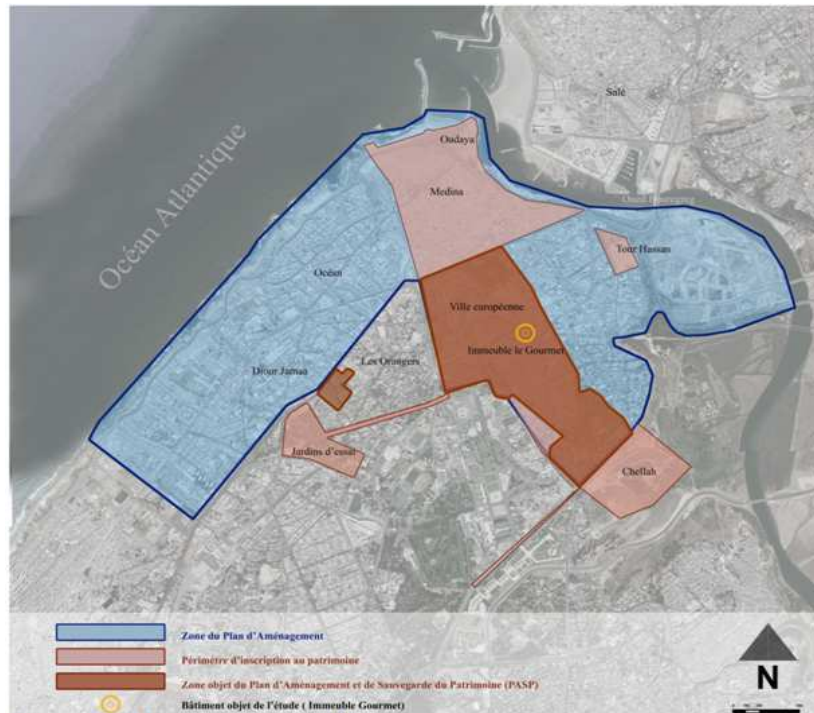 Salé
Océan Atlantique
Oudaya
Medina
Tour Hassan
Océan
Ville européenne
Immeuble le Gourmet
Les Orangers
Diour Jamaa
Jardins d'essai
Chellah
Zone du Plan d'Aménagement
Périmètre d'inscription au patrimoine
Zone objet du Plan d'Aménagement et de Sauvegarde du Patrimoine (PASP)
Bâtiment objet de l'étude ( Immeuble Gourmet)
N